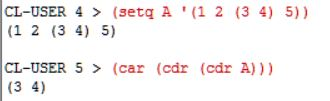 CL-USER 4 > (setq A '(1 2 (3 4) 5))
(1 2 (3 4) 5)
CL-USER 5 > (car (cdr (cdr A)))
(3 4)